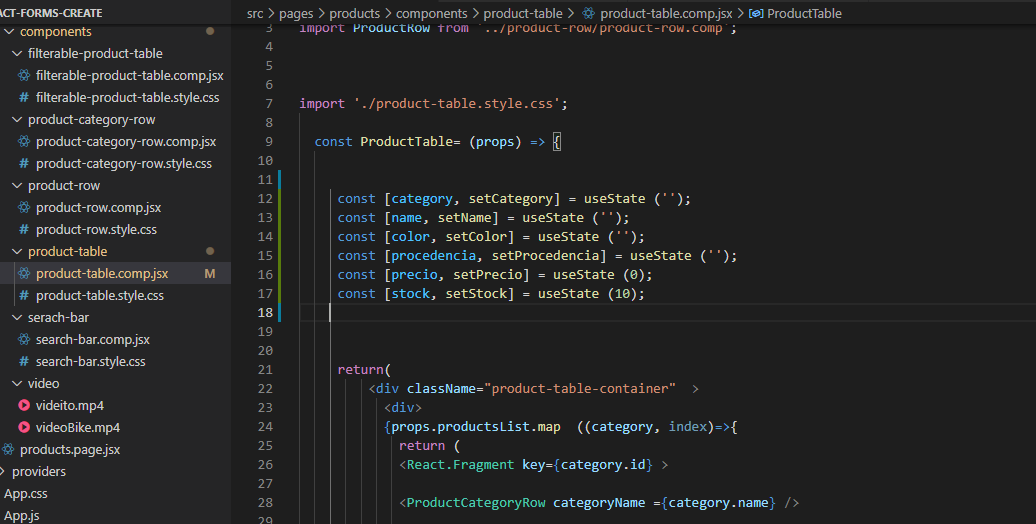 ACT-FORMS-CREATE
components
filterable-product-table
filterable-product-table.comp.jsx
# filterable-product-table.style.css
product-category-row
product-category-row.comp.jsx
# product-category-row.style.css
product-row
product-row.comp.jsx
# product-row.style.css
product-table
product-table.comp.jsx M
# product-table.style.css
serach-bar
search-bar.comp.jsx
# search-bar.style.css
video
videito.mp4
videoBike.mp4
products.page.jsx
providers
App.css
App.js
src > pages > products > components > product-table > product-table.comp.jsx > ProductTable
3 import ProductRow from '../product-row/product-row.comp';
4
5
6
7 import './product-table.style.css';
8
9 const ProductTable= (props) => {
10
11
12 const [category, setCategory] = useState ('');
13 const [name, setName] = useState ('');
14 const [color, setColor] = useState ('');
15 const [procedencia, setProcedencia] = useState ('');
16 const [precio, setPrecio] = useState (0);
17 const [stock, setStock] = useState (10);
18
19
20
21 return(
22 <div className="product-table-container" >
23 <div>
24 {props.productsList.map ((category, index)=>{
25 return (
26 <React.Fragment key={category.id} >
27
28 <ProductCategoryRow categoryName ={category.name} />
29